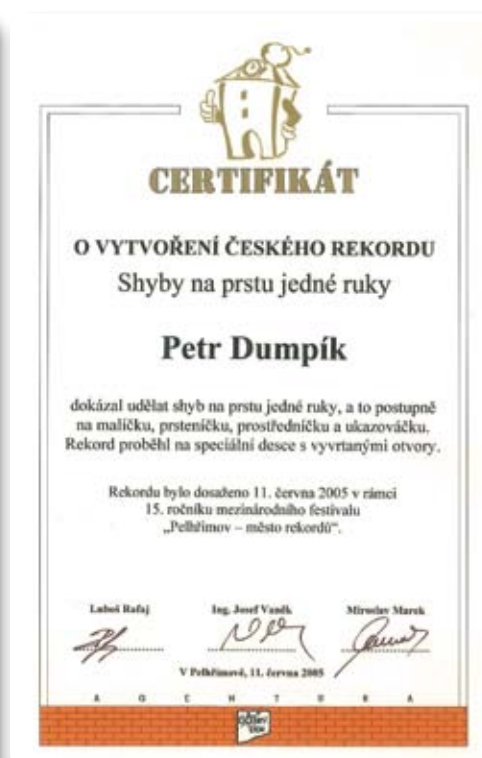 CERTIFIKÁT
O VYTVOŘENÍ ČESKÉHO REKORDU
Shyby na prstu jedné ruky
Petr Dumpík
dokázal udělat shyb na prstu jedné ruky, a to postupně
na malíčku, prsteníčku, prostředníčku a ukazováčku.
Rekord proběhl na speciální desce s vyvrtanými otvory.
Rekordu bylo dosaženo 11. června 2005 v rámci
15. ročníku mezinárodního festivalu
„Pelhřimov – město rekordů“.
Luboš Rafaj Ing. Josef Vaněk Miroslav Marek
V Pelhřimově, 11. června 2005
A G E N T U R A